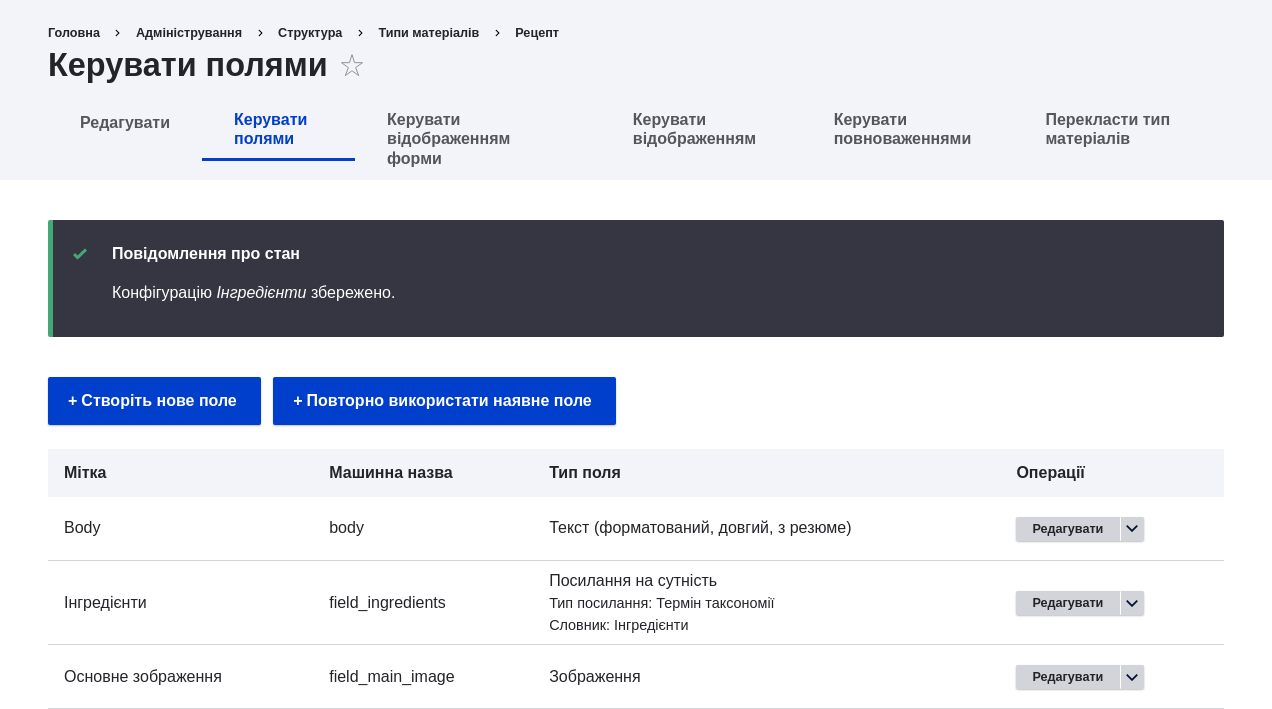 Головна › Адміністрування › Структура › Типи матеріалів › Рецепт
Керувати полями ☆
Редагувати
Керувати
полями
Керувати
відображенням
форми
Керувати
відображенням
Керувати
повноваженнями
Перекласти тип
матеріалів
Повідомлення про стан
Конфігурацію Інгредієнти збережено.
+ Створіть нове поле
+ Повторно використати наявне поле
Мітка Машинна назва Тип поля Операції
Body body Текст (форматований, довгий, з резюме) Редагувати
Інгредієнти field_ingredients Посилання на сутність
Тип посилання: Термін таксономії
Словник: Інгредієнти
Редагувати
Основне зображення field_main_image Зображення Редагувати